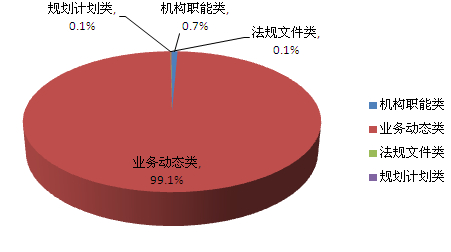 规划计划类,
0.1%
机构职能类,
0.7%
法规文件类,
0.1%
业务动态类,
99.1%
机构职能类
业务动态类
法规文件类
规划计划类